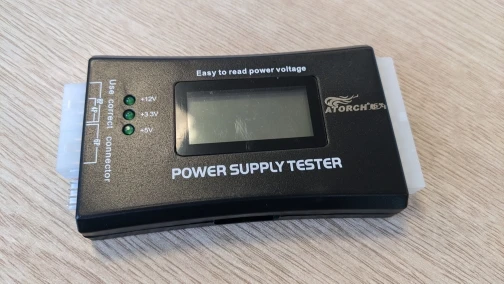 Easy to read power voltage
+12V
+3.3V
+5V
Use correct connector
ATORCH
POWER SUPPLY TESTER